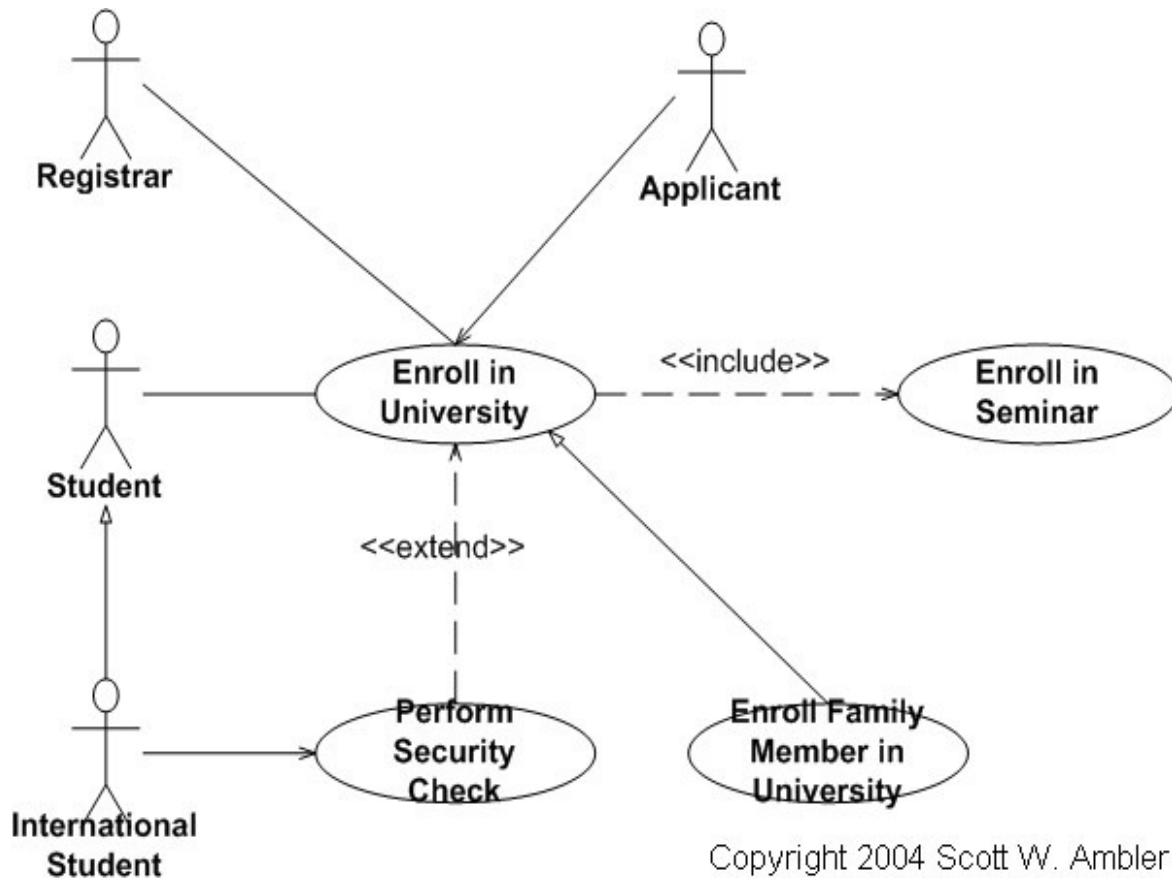 Registrar
Applicant
Enroll in
University
<<include>>
Enroll in
Seminar
Student
<<extend>>
Perform
Security
Check
Enroll Family
Member in
University
International
Student
Copyright 2004 Scott W. Ambler